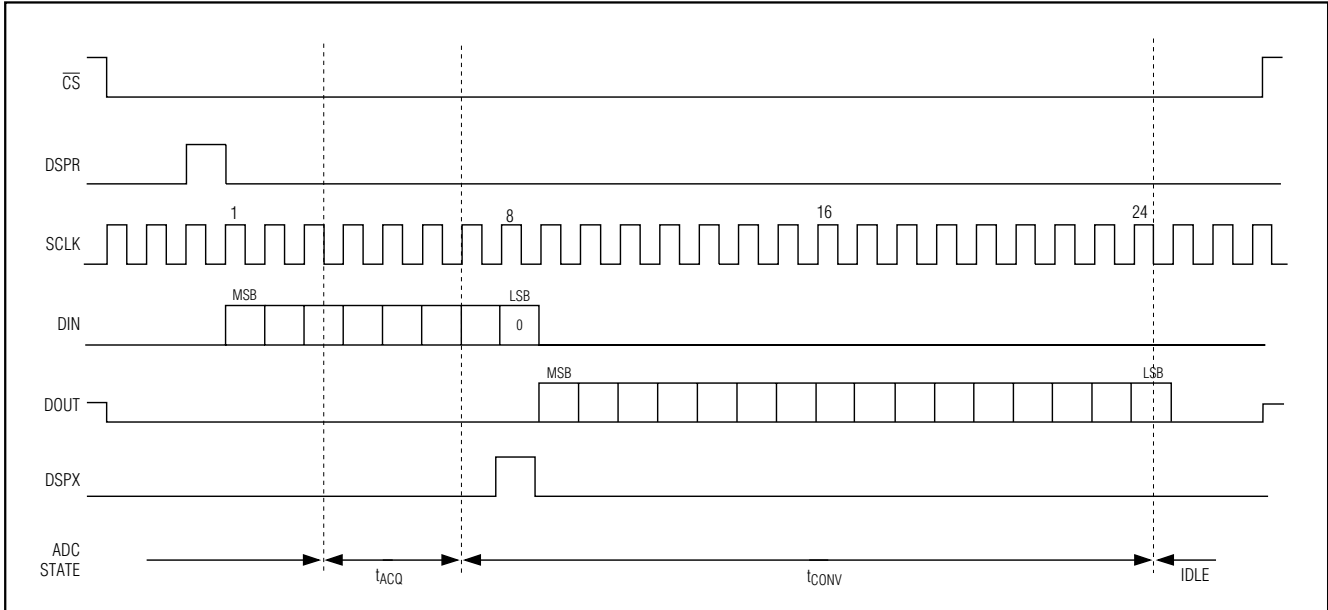 CS
DSPR
1 8 16 24
SCLK
MSB LSB
DIN 0
MSB LSB
DOUT
DSPX
ADC
STATE
tACQ tCONV IDLE